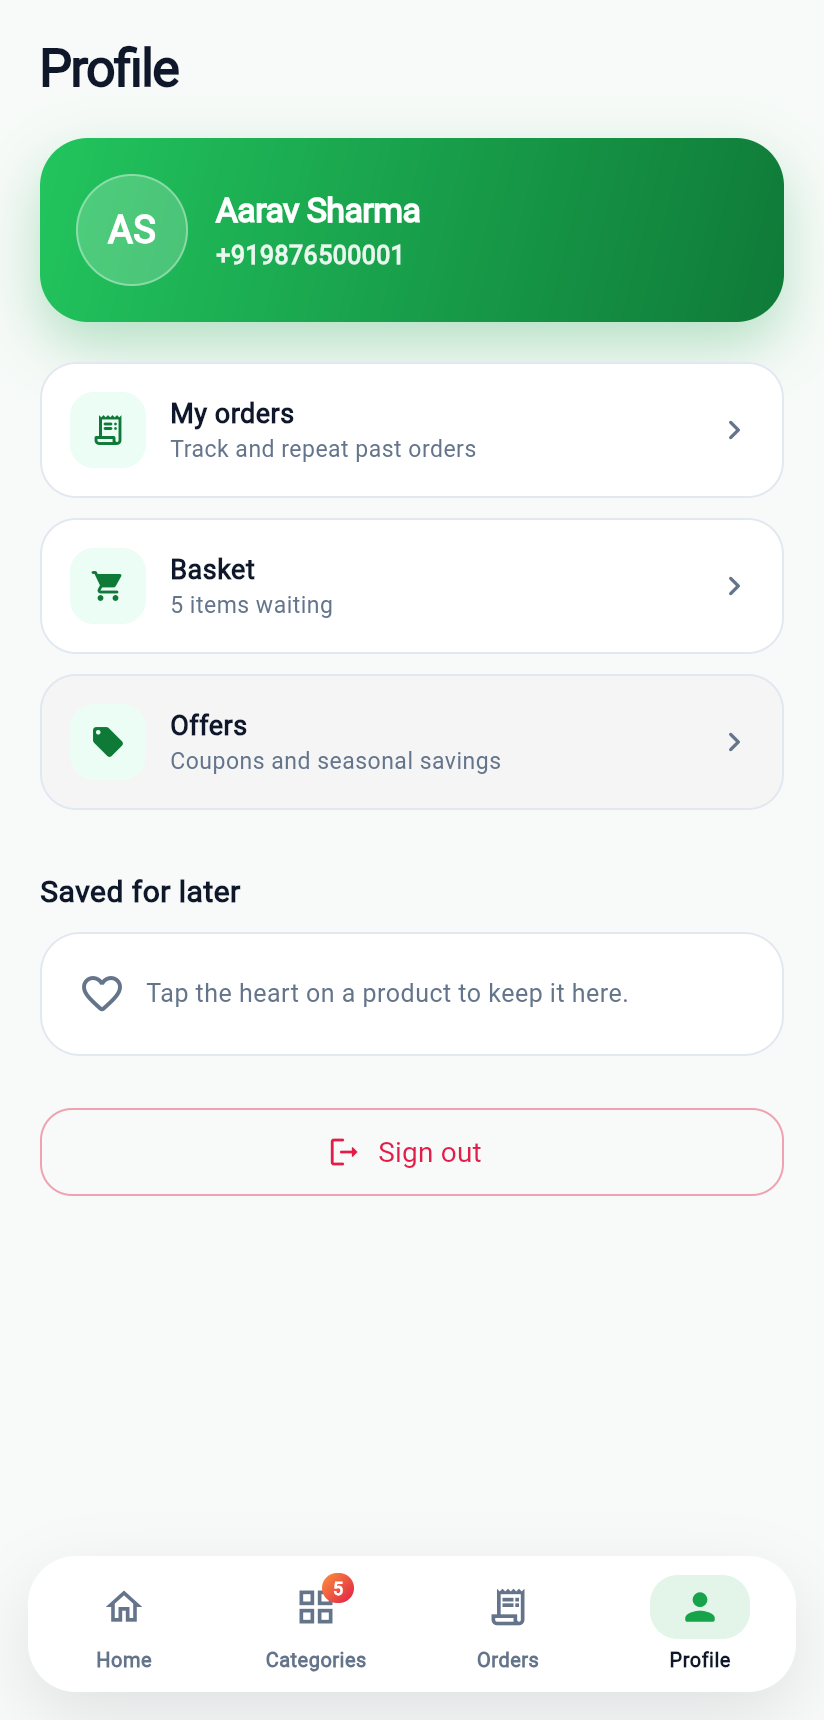 Profile
AS
Aarav Sharma
+919876500001
My orders
Track and repeat past orders
Basket
5 items waiting
Offers
Coupons and seasonal savings
Saved for later
Tap the heart on a product to keep it here.
Sign out
5
Home
Categories
Orders
Profile